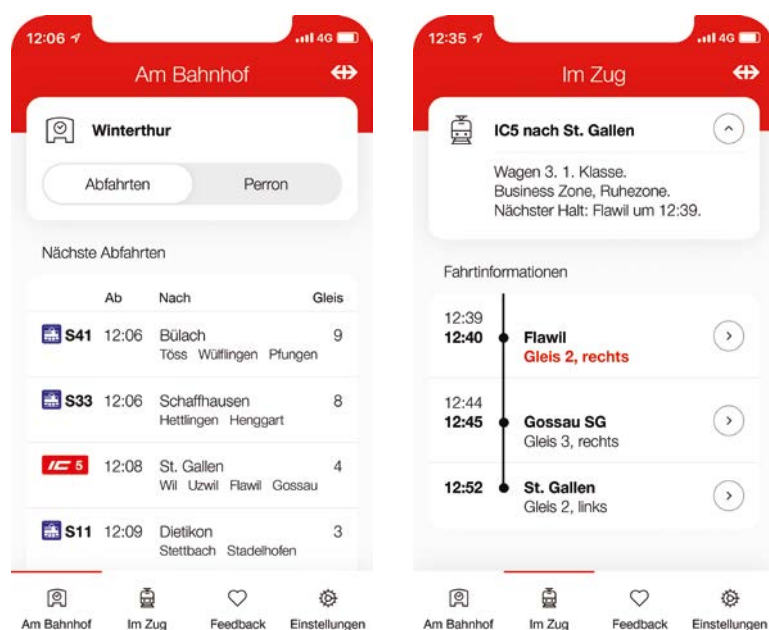 12:06
4G
Am Bahnhof
Winterthur
Abfahrten Perron
Nächste Abfahrten
Ab Nach Gleis
S41 12:06 Bülach 9
Töss Wülflingen Pfungen
S33 12:06 Schaffhausen 8
Hettlingen Henggart
IC 5 12:08 St. Gallen 4
Wil Uzwil Flawil Gossau
S11 12:09 Dietikon 3
Stettbach Stadelhofen
Am Bahnhof Im Zug Feedback Einstellungen
12:35
4G
Im Zug
IC5 nach St. Gallen
Wagen 3. 1. Klasse.
Business Zone, Ruhezone.
Nächster Halt: Flawil um 12:39.
Fahrtinformationen
12:39
12:40 Flawil
Gleis 2, rechts
12:44
12:45 Gossau SG
Gleis 3, rechts
12:52 St. Gallen
Gleis 2, links
Am Bahnhof Im Zug Feedback Einstellungen